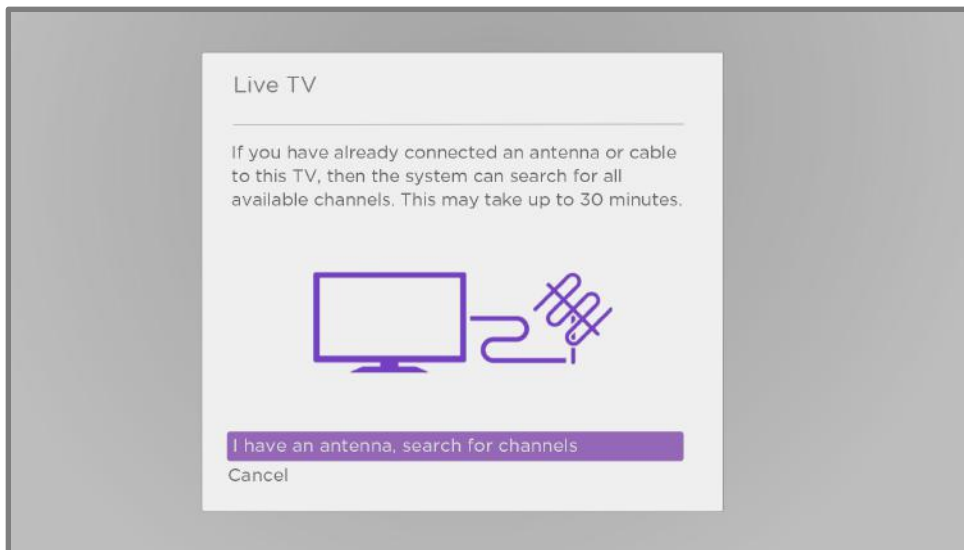 Live TV
If you have already connected an antenna or cable
to this TV, then the system can search for all
available channels. This may take up to 30 minutes.
I have an antenna, search for channels
Cancel